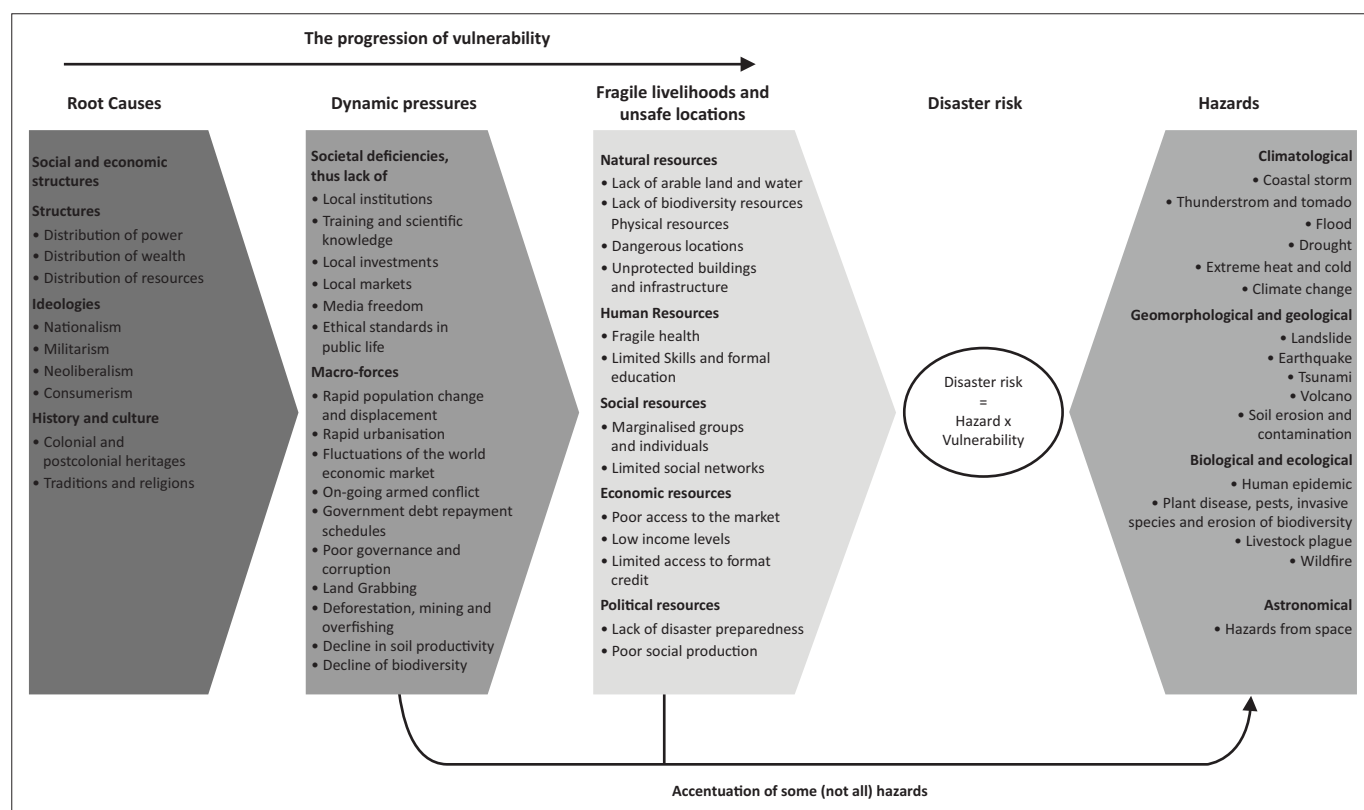 The progression of vulnerability
Root Causes
Social and economic
structures
Structures
• Distribution of power
• Distribution of wealth
• Distribution of resources
Ideologies
• Nationalism
• Militarism
• Neoliberalism
• Consumerism
History and culture
• Colonial and
postcolonial heritages
• Traditions and religions
Dynamic pressures
Societal deficiencies,
thus lack of
• Local institutions
• Training and scientific
knowledge
• Local investments
• Local markets
• Media freedom
• Ethical standards in
public life
Macro-forces
• Rapid population change
and displacement
• Rapid urbanisation
• Fluctuations of the world
economic market
• On-going armed conflict
• Government debt repayment
schedules
• Poor governance and
corruption
• Land Grabbing
• Deforestation, mining and
overfishing
• Decline in soil productivity
• Decline of biodiversity
Fragile livelihoods and
unsafe locations
Natural resources
• Lack of arable land and water
• Lack of biodiversity resources
Physical resources
• Dangerous locations
• Unprotected buildings
and infrastructure
Human Resources
• Fragile health
• Limited Skills and formal
education
Social resources
• Marginalised groups
and individuals
• Limited social networks
Economic resources
• Poor access to the market
• Low income levels
• Limited access to format
credit
Political resources
• Lack of disaster preparedness
• Poor social production
Disaster risk
Disaster risk
=
Hazard x
Vulnerability
Hazards
Climatological
• Coastal storm
• Thunderstrom and tomado
• Flood
• Drought
• Extreme heat and cold
• Climate change
Geomorphological and geological
• Landslide
• Earthquake
• Tsunami
• Volcano
• Soil erosion and
contamination
Biological and ecological
• Human epidemic
• Plant disease, pests, invasive
species and erosion of biodiversity
• Livestock plague
• Wildfire
Astronomical
• Hazards from space
Accentuation of some (not all) hazards